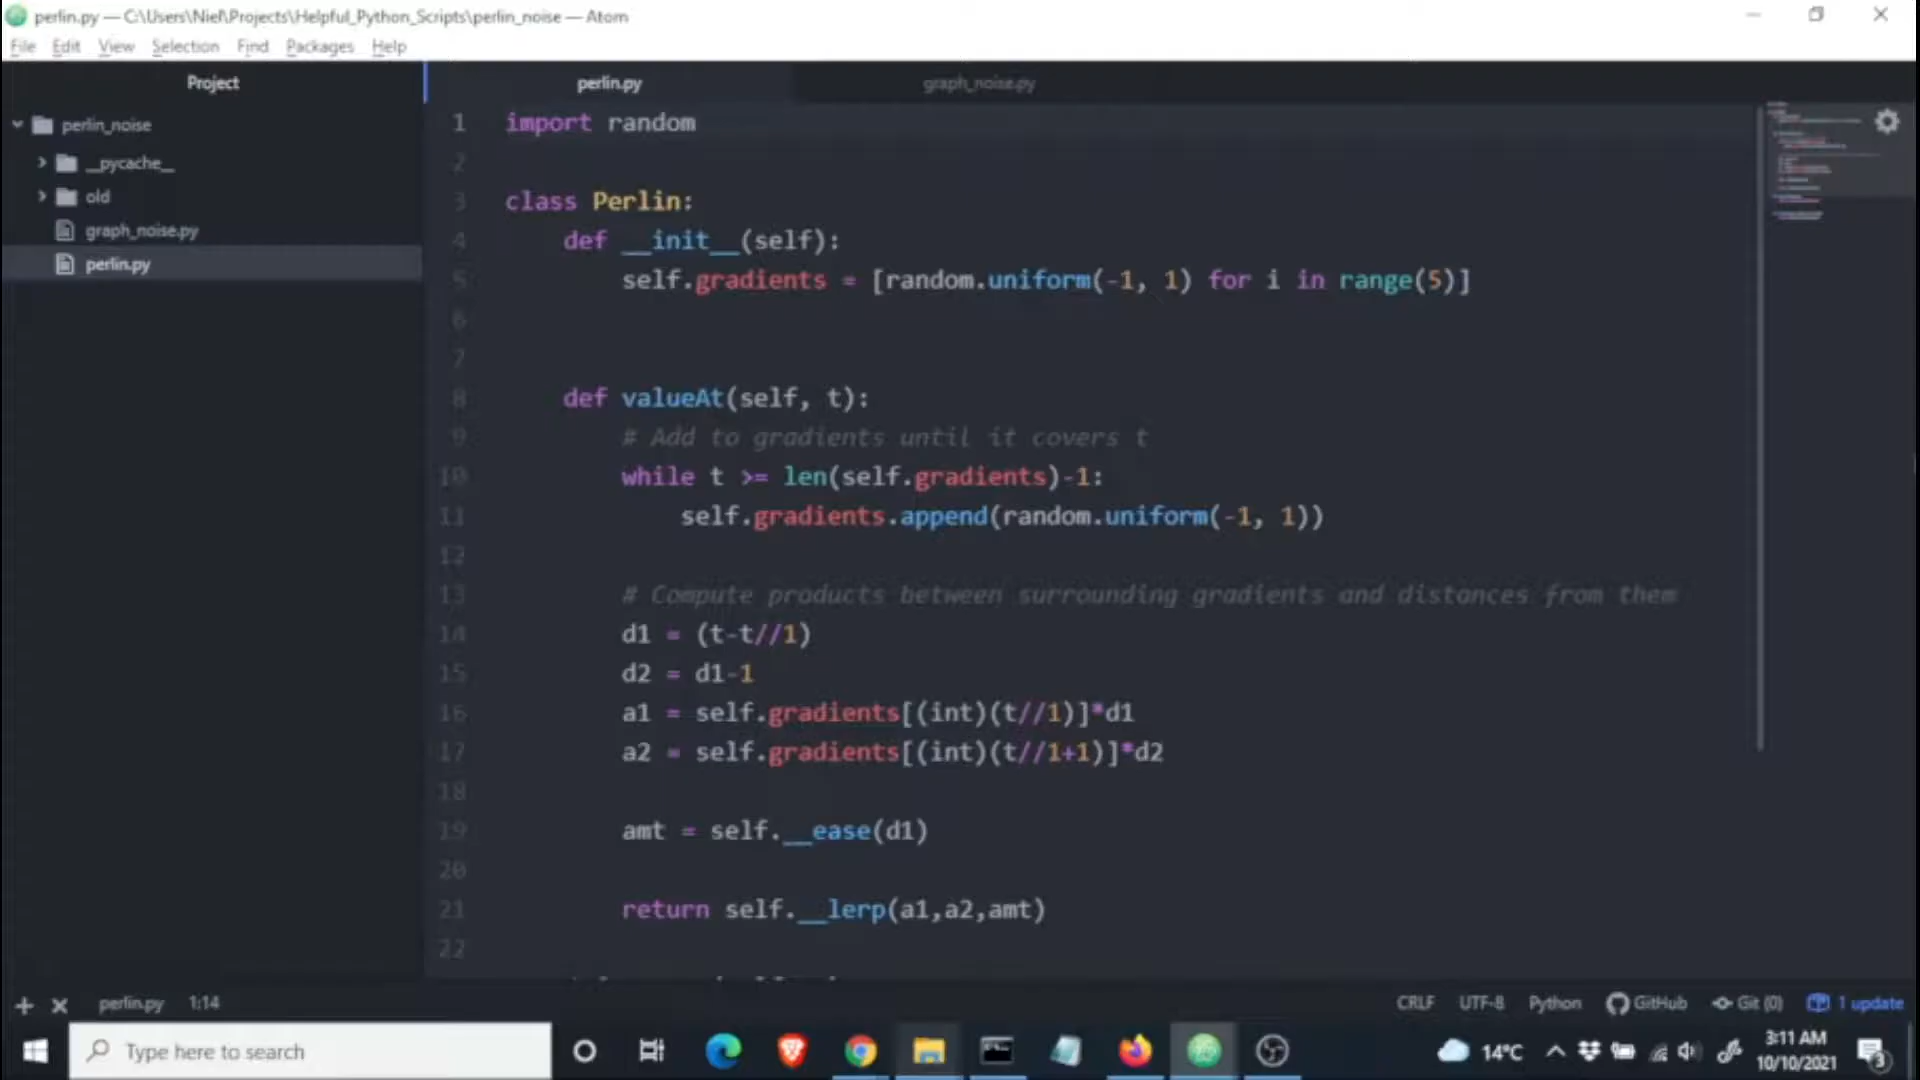 perlin.py — C:\Users\Niel\Projects\Helpful_Python_Scripts\perlin_noise — Atom
File Edit View Selection Find Packages Help
Project
perlin_noise
__pycache__
old
graph_noise.py
perlin.py
perlin.py graph_noise.py
1 import random
2
3 class Perlin:
4     def __init__(self):
5         self.gradients = [random.uniform(-1, 1) for i in range(5)]
6
7
8     def valueAt(self, t):
9         # Add to gradients until it covers t
10         while t >= len(self.gradients)-1:
11             self.gradients.append(random.uniform(-1, 1))
12
13         # Compute products between surrounding gradients and distances from them
14         d1 = (t-t//1)
15         d2 = d1-1
16         a1 = self.gradients[(int)(t//1)]*d1
17         a2 = self.gradients[(int)(t//1+1)]*d2
18
19         amt = self.__ease(d1)
20
21         return self.__lerp(a1,a2,amt)
22
perlin.py 1:14 CRLF UTF-8 Python GitHub Git (0) 1 update
Type here to search
14°C
3:11 AM
10/10/2021
3